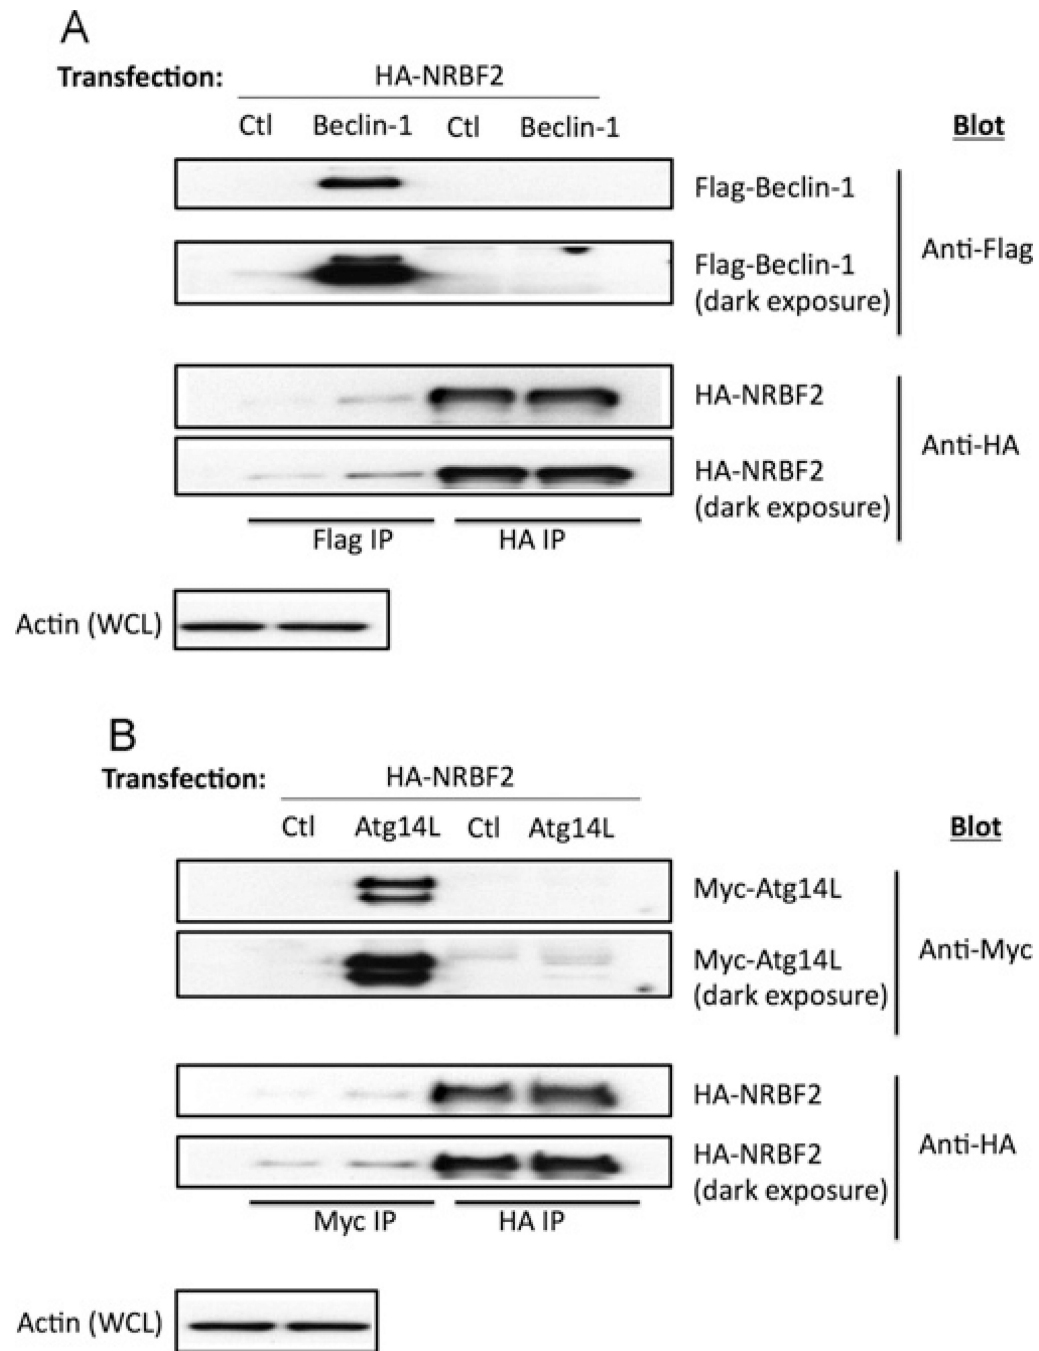 A
Transfection: HA-NRBF2
Ctl Beclin-1 Ctl Beclin-1 Blot
Flag-Beclin-1
Anti-Flag
Flag-Beclin-1
(dark exposure)
HA-NRBF2
Anti-HA
HA-NRBF2
(dark exposure)
Flag IP HA IP
Actin (WCL)
B
Transfection: HA-NRBF2
Ctl Atg14L Ctl Atg14L Blot
Myc-Atg14L
Anti-Myc
Myc-Atg14L
(dark exposure)
HA-NRBF2
Anti-HA
HA-NRBF2
(dark exposure)
Myc IP HA IP
Actin (WCL)